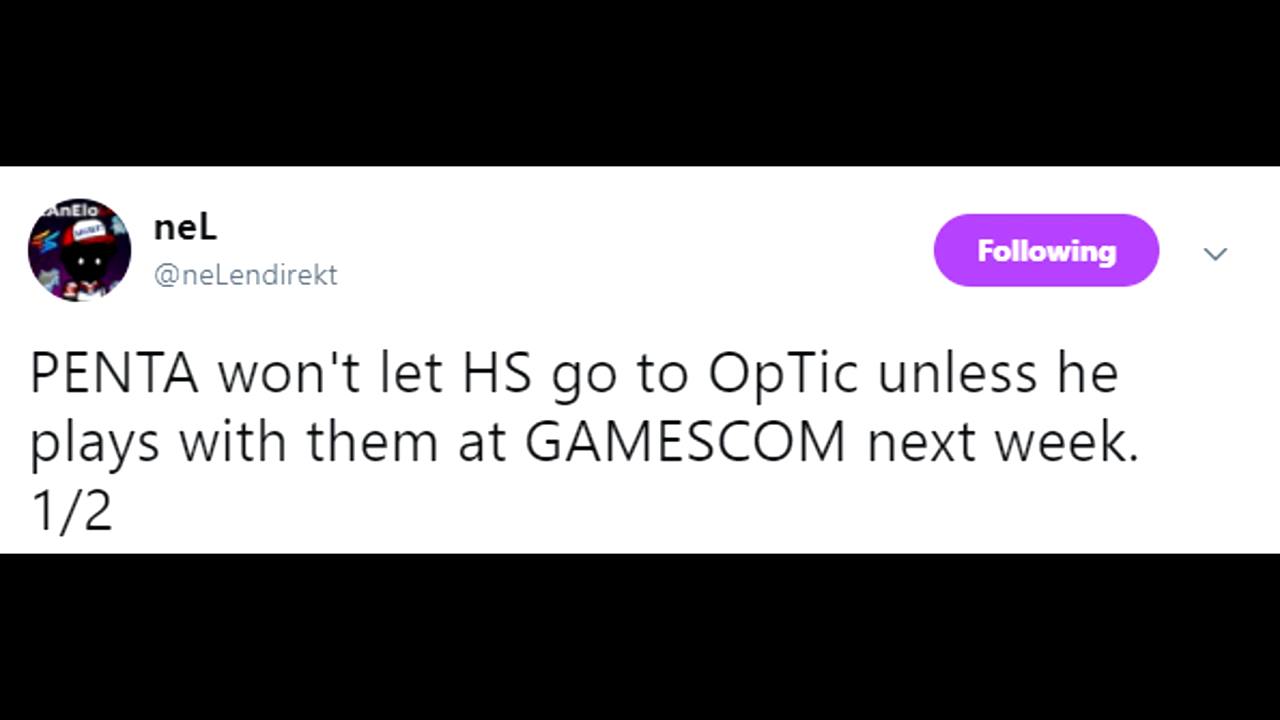 AnElo
neL
@neLendirekt
Following
PENTA won't let HS go to OpTic unless he
plays with them at GAMESCOM next week.
1/2